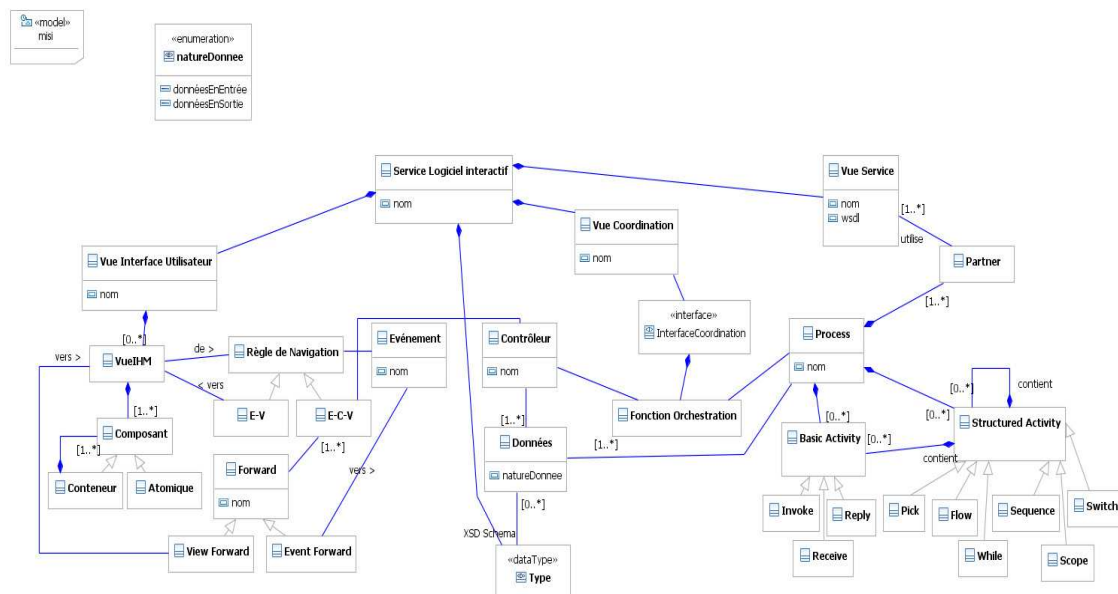 «model»
misi
«enumeration»
natureDonnee
donnéesEnEntrée
donnéesEnSortie
Service Logiciel interactif
nom
Vue Service
nom
wsdl
[1..*]
utilise
Vue Coordination
nom
Partner
Vue Interface Utilisateur
nom
«interface»
InterfaceCoordination
[1..*]
[0..*]
Evénement
nom
Contrôleur
nom
Process
nom
vers >
VueIHM
de >
Règle de Navigation
contient
[0..*]
< vers
[0..*]
[1..*]
E-V
E-C-V
Fonction Orchestration
[0..*]
Structured Activity
Composant
[1..*]
[1..*]
[1..*]
Données
natureDonnee
[1..*]
Basic Activity
[0..*]
contient
Conteneur
Atomique
Forward
nom
vers >
[0..*]
Invoke
Reply
Pick
Flow
Sequence
Switch
View Forward
Event Forward
XSD Schema
Receive
While
Scope
«dataType»
Type